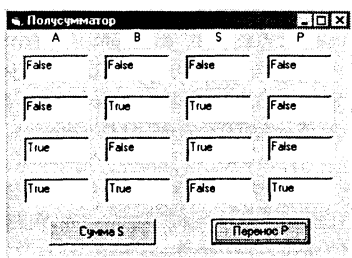 Полусумматор
A B S P
False False False False
False True True False
True False True False
True True False True
Сумма S Перенос P